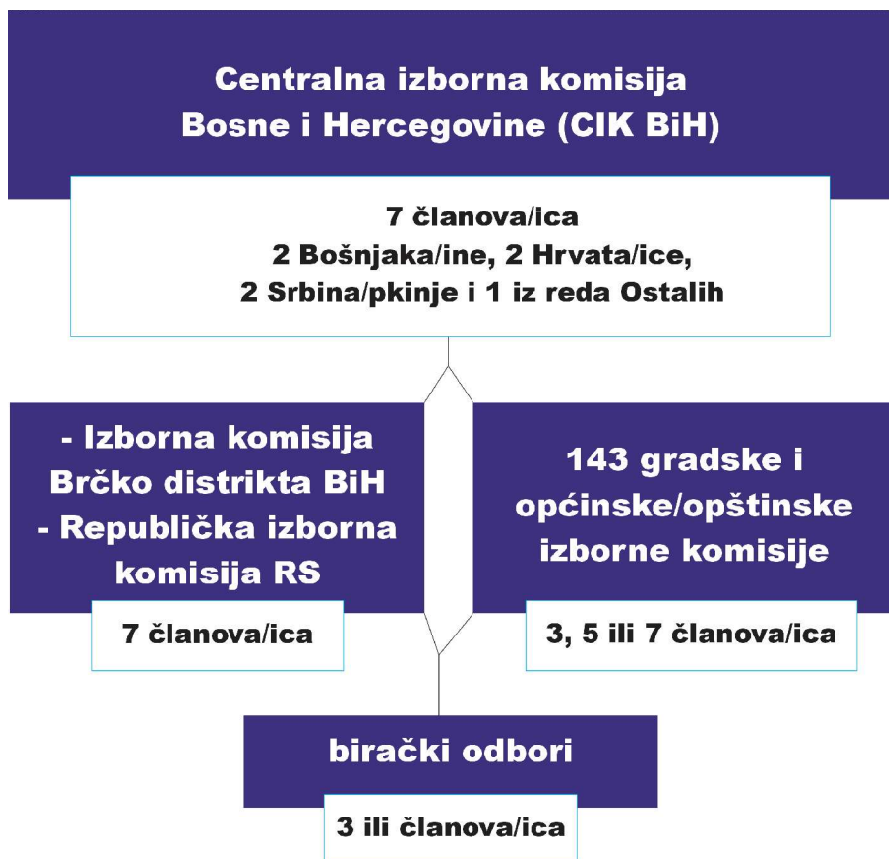 Centralna izborna komisija
Bosne i Hercegovine (CIK BiH)
7 članova/ica
2 Bošnjaka/ine, 2 Hrvata/ice,
2 Srbina/pkinje i 1 iz reda Ostalih
- Izborna komisija
Brčko distrikta BiH
- Republička izborna
komisija RS
7 članova/ica
143 gradske i
općinske/opštinske
izborne komisije
3, 5 ili 7 članova/ica
birački odbori
3 ili članova/ica